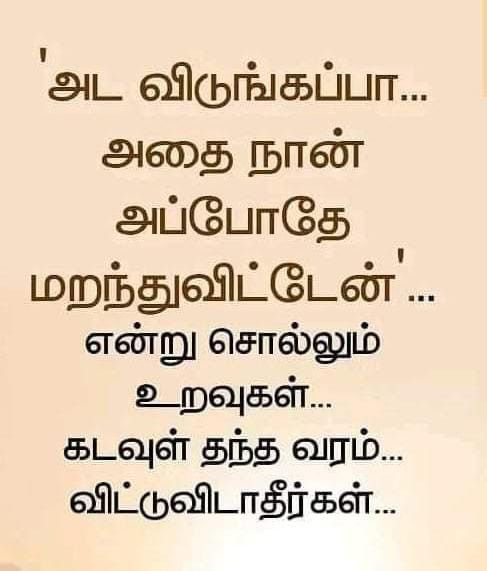 'அட விடுங்கப்பா...
அதை நான்
அப்போதே
மறந்துவிட்டேன்'...
என்று சொல்லும்
உறவுகள்...
கடவுள் தந்த வரம்...
விட்டுவிடாதீர்கள்...